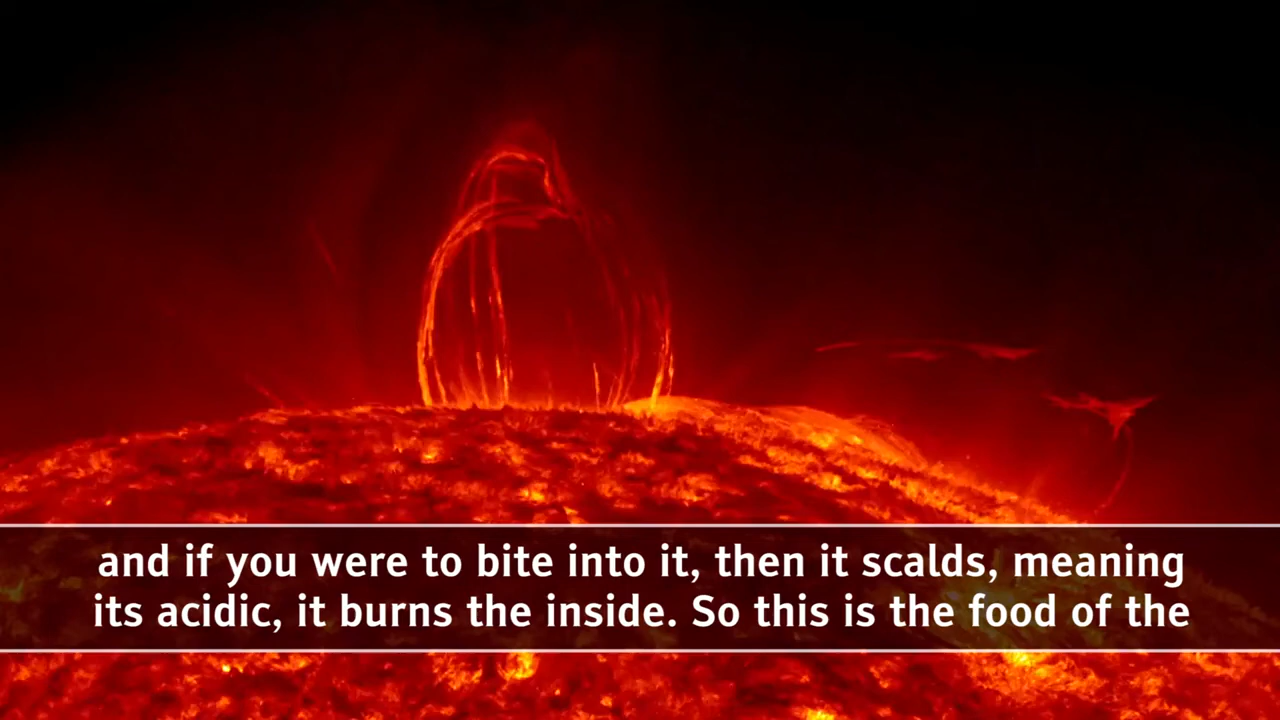 and if you were to bite into it, then it scalds, meaning
its acidic, it burns the inside. So this is the food of the